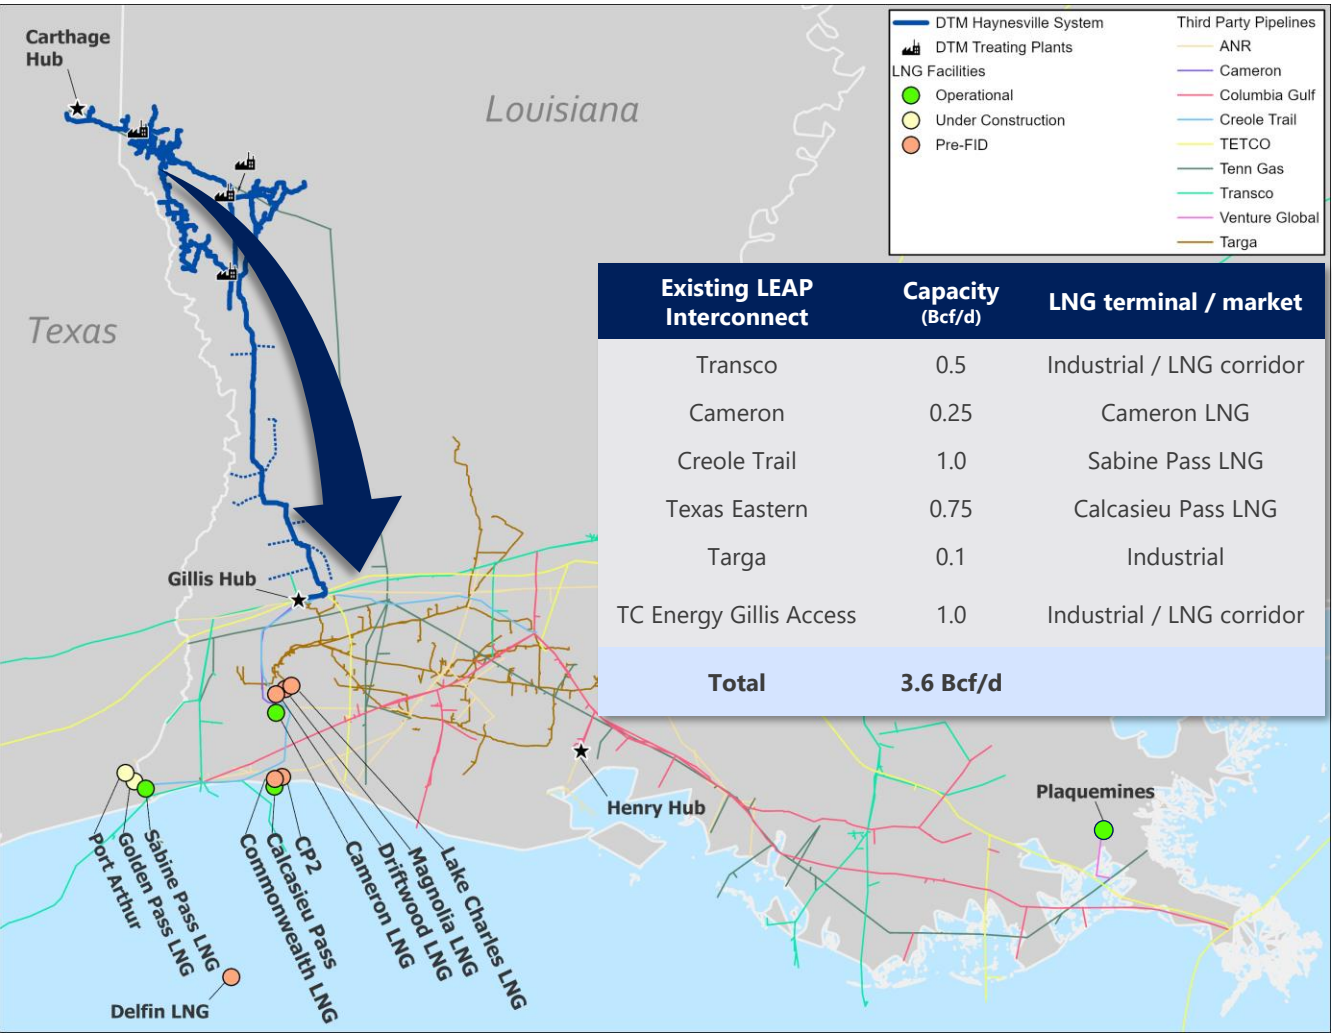 Carthage
Hub
Louisiana
Texas
DTM Haynesville System
DTM Treating Plants
LNG Facilities
Operational
Under Construction
Pre-FID
Third Party Pipelines
ANR
Cameron
Columbia Gulf
Creole Trail
TETCO
Tenn Gas
Transco
Venture Global
Targa
Existing LEAP
Interconnect
Capacity
(Bcf/d)
LNG terminal / market
Transco 0.5 Industrial / LNG corridor
Cameron 0.25 Cameron LNG
Creole Trail 1.0 Sabine Pass LNG
Texas Eastern 0.75 Calcasieu Pass LNG
Targa 0.1 Industrial
TC Energy Gillis Access 1.0 Industrial / LNG corridor
Total 3.6 Bcf/d
Gillis Hub
Henry Hub
Plaquemines
Port Arthur
Golden Pass LNG
Sabine Pass LNG
Commonwealth LNG
Calcasieu Pass
CP2
Cameron LNG
Driftwood LNG
Magnolia LNG
Lake Charles LNG
Delfin LNG